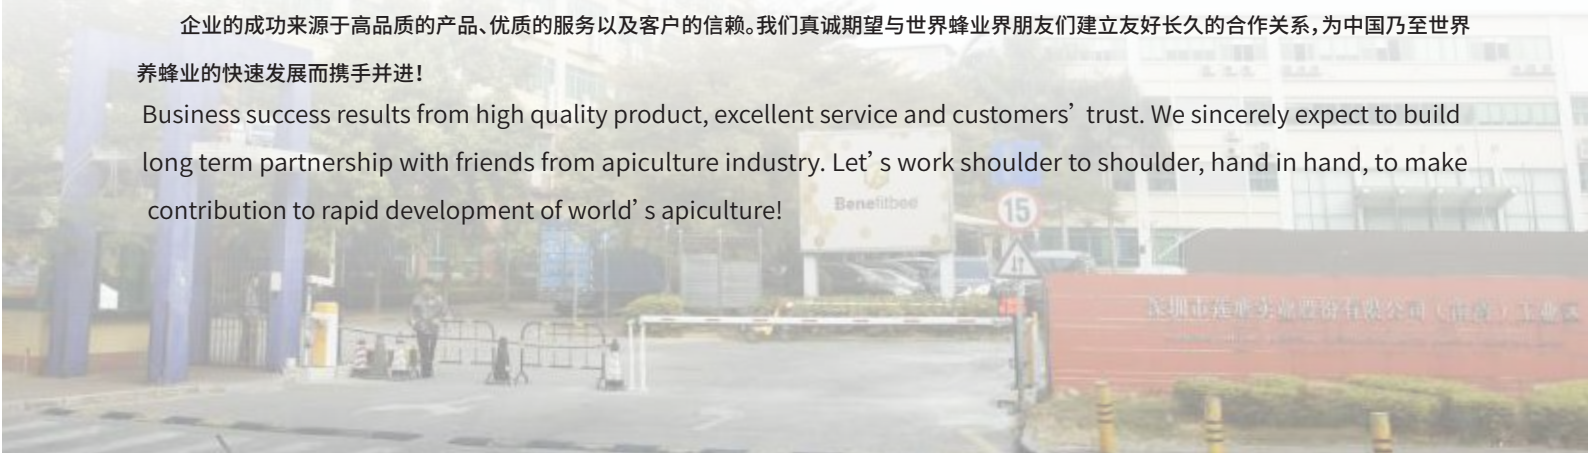 企业的成功来源于高品质的产品、优质的服务以及客户的信赖。我们真诚期望与世界蜂业界朋友们建立友好长久的合作关系，为中国乃至世界
养蜂业的快速发展而携手并进！
Business success results from high quality product, excellent service and customers’ trust. We sincerely expect to build
long term partnership with friends from apiculture industry. Let’s work shoulder to shoulder, hand in hand, to make
contribution to rapid development of world’s apiculture!
Benefitbee
15